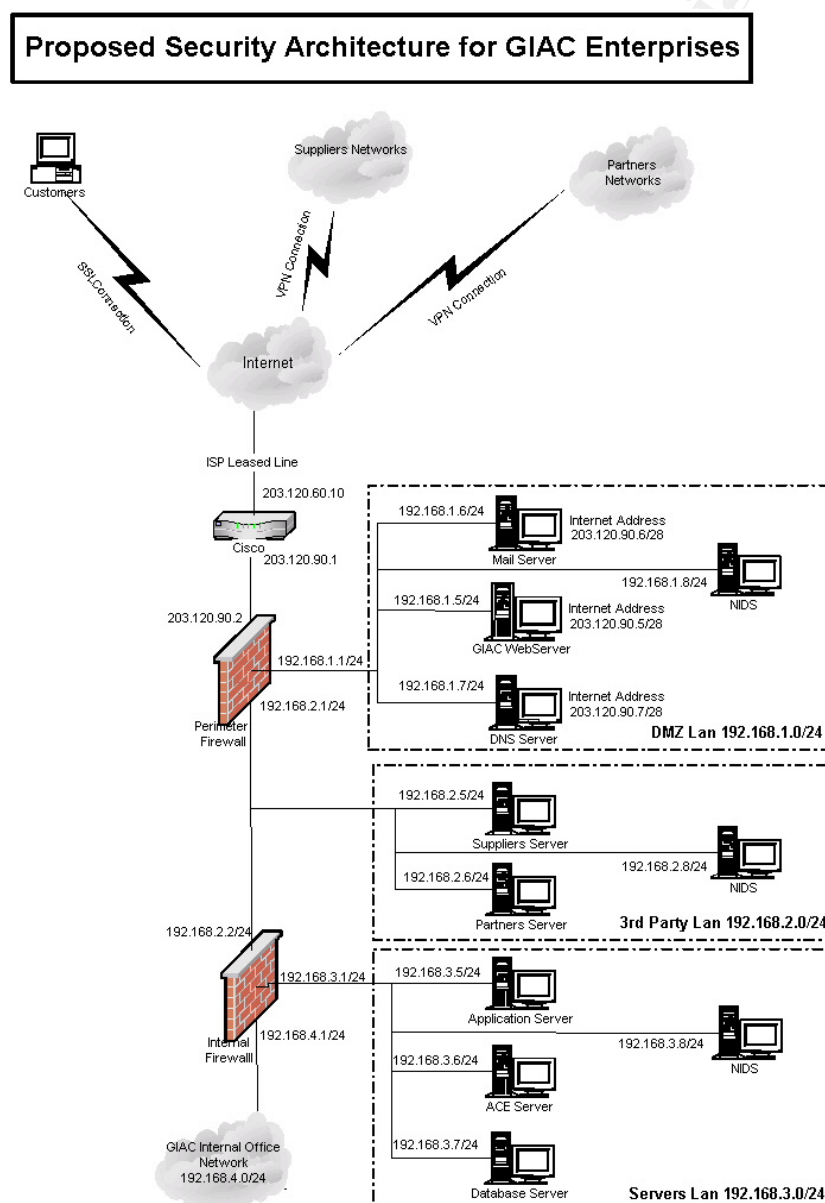 Proposed Security Architecture for GIAC Enterprises
Customers
Suppliers Networks
Partners
Networks
SSLConnection
VPN Connection
VPN Connection
Internet
ISP Leased Line
203.120.60.10
Cisco
203.120.90.1
203.120.90.2
192.168.1.1/24
192.168.2.1/24
Perimeter
Firewall
192.168.1.6/24
Internet Address
203.120.90.6/28
Mail Server
192.168.1.8/24
NIDS
192.168.1.5/24
Internet Address
203.120.90.5/28
GIAC WebServer
192.168.1.7/24
Internet Address
203.120.90.7/28
DNS Server
DMZ Lan 192.168.1.0/24
192.168.2.5/24
Suppliers Server
192.168.2.8/24
NIDS
192.168.2.6/24
Partners Server
3rd Party Lan 192.168.2.0/24
192.168.2.2/24
192.168.3.1/24
192.168.4.1/24
Internal
Firewalll
192.168.3.5/24
Application Server
192.168.3.8/24
NIDS
192.168.3.6/24
ACE Server
192.168.3.7/24
Database Server
Servers Lan 192.168.3.0/24
GIAC Internal Office
Network
192.168.4.0/24